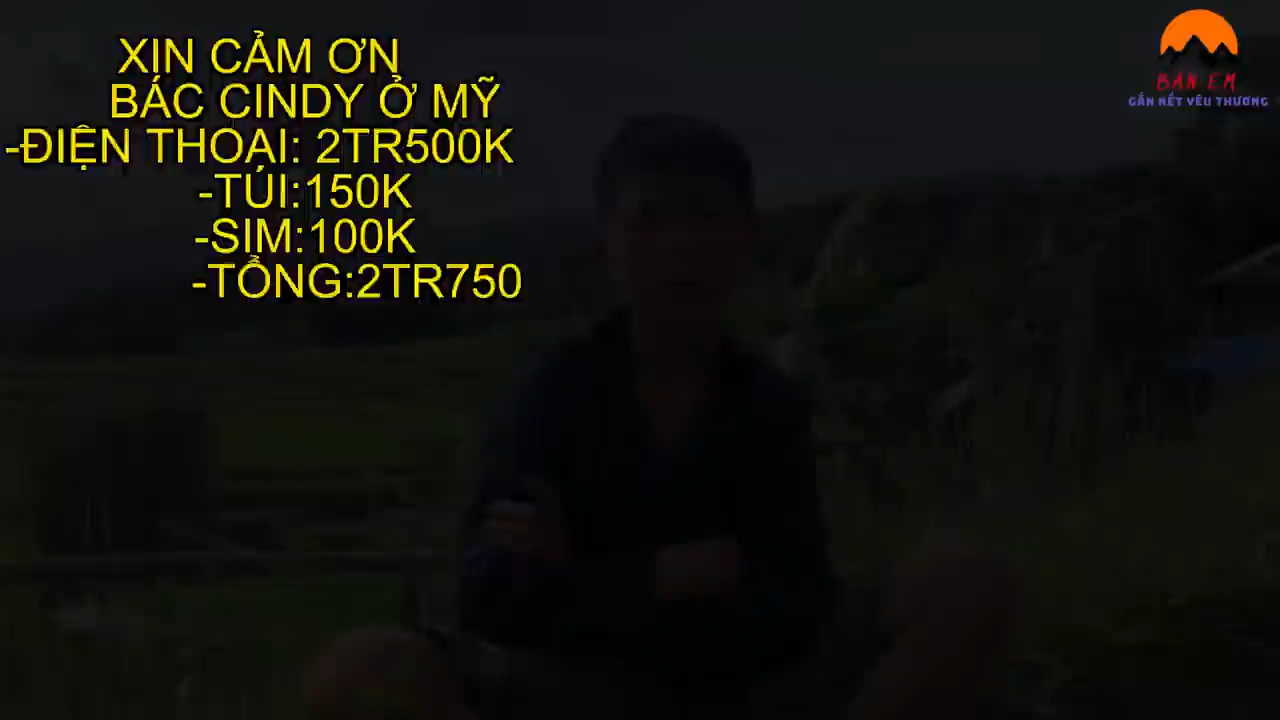 XIN CẢM ƠN
BÁC CINDY Ở MỸ
-ĐIỆN THOẠI: 2TR500K
-TÚI:150K
-SIM:100K
-TỔNG:2TR750
BẢN EM
GẮN KẾT YÊU THƯƠNG